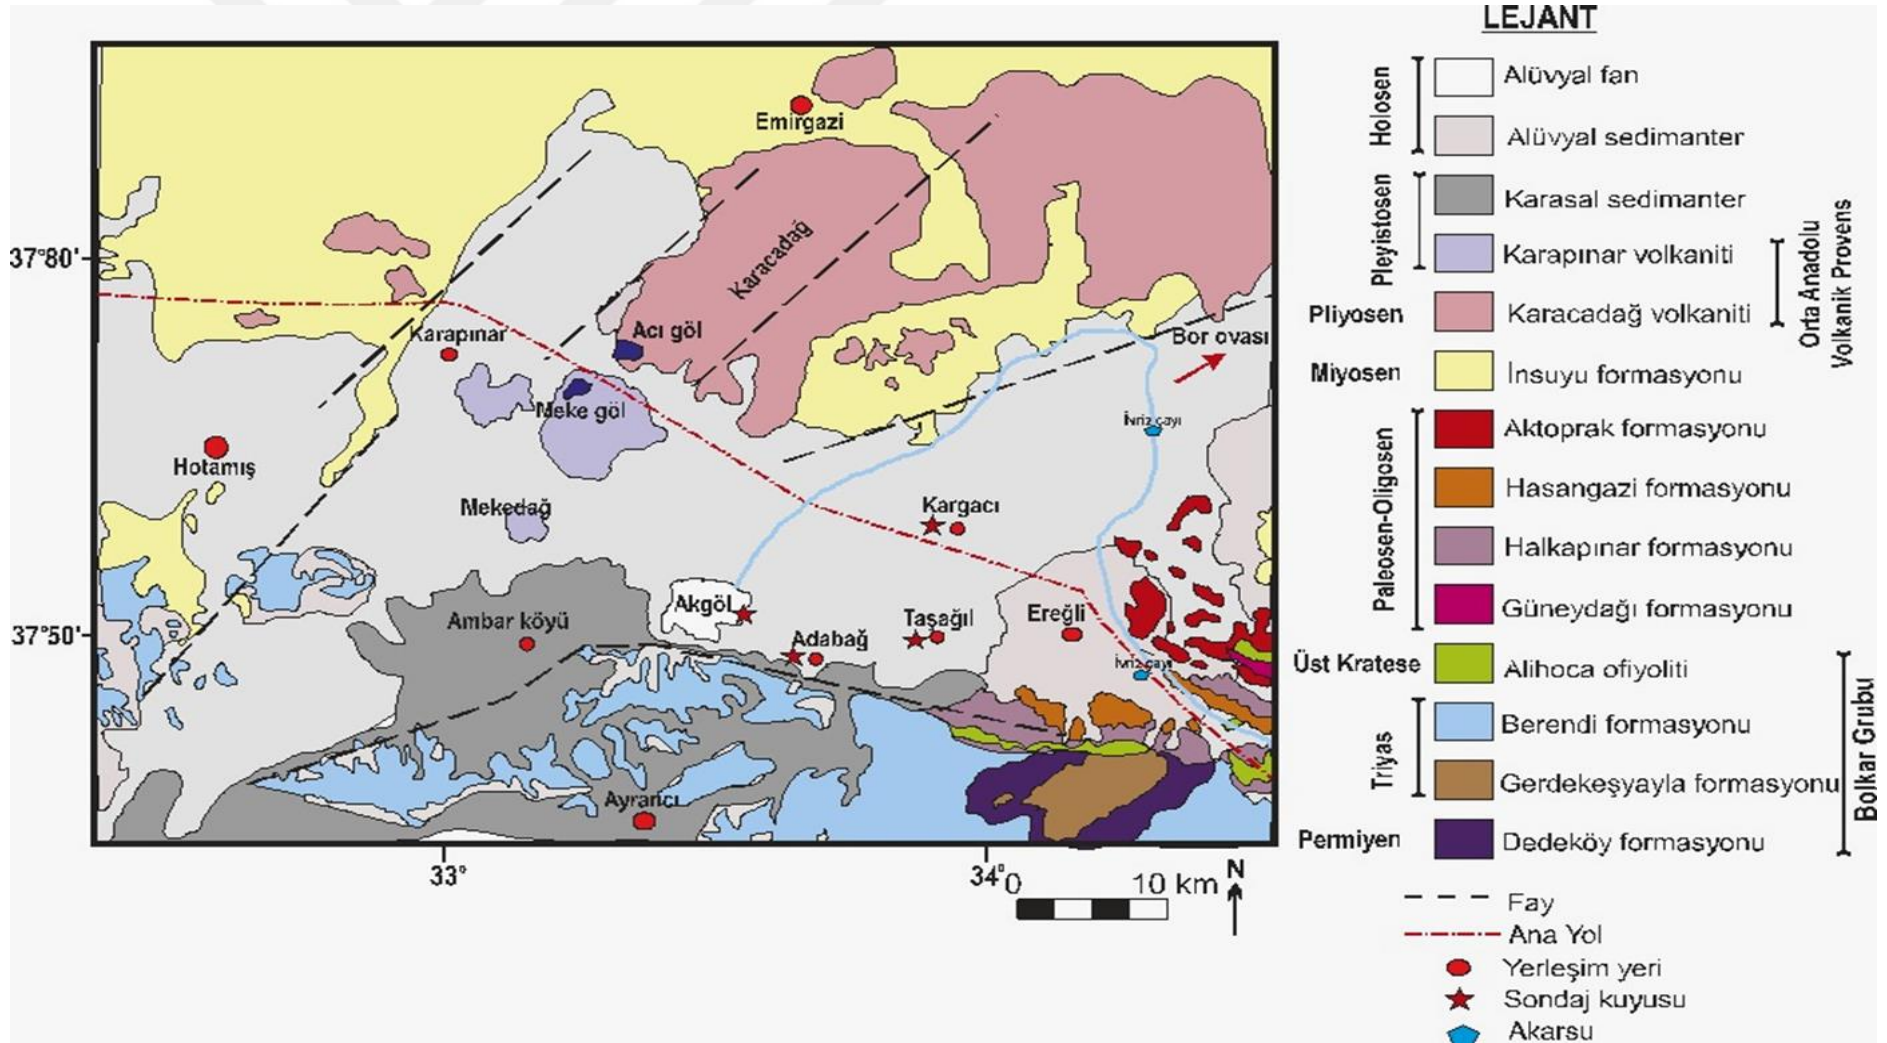 LEJANT
Holosen
Alüvyal fan
Alüvyal sedimanter
Pleyistosen
Karasal sedimanter
Karapınar volkaniti
Pliyosen
Karacadağ volkaniti
Orta Anadolu
Volkanik Provens
Miyosen
İnsuyu formasyonu
Paleosen-Oligosen
Aktoprak formasyonu
Hasangazi formasyonu
Halkapınar formasyonu
Güneydağı formasyonu
Üst Kratese
Alihoca ofiyoliti
Triyas
Berendi formasyonu
Gerdekeşyayla formasyonu
Permiyen
Dedeköy formasyonu
Bolkar Grubu
Fay
Ana Yol
Yerleşim yeri
Sondaj kuyusu
Akarsu
Emirgazi
Karacadağ
37°80'
Karapınar
Acı göl
Bor ovası
Meke göl
İvriz çayı
Hotamış
Mekedağ
Kargacı
Akgöl
Ambar köyü
Taşağıl
Ereğli
37°50'
Adabağ
İvriz çayı
Ayrancı
33°
34°
0 10 km
N